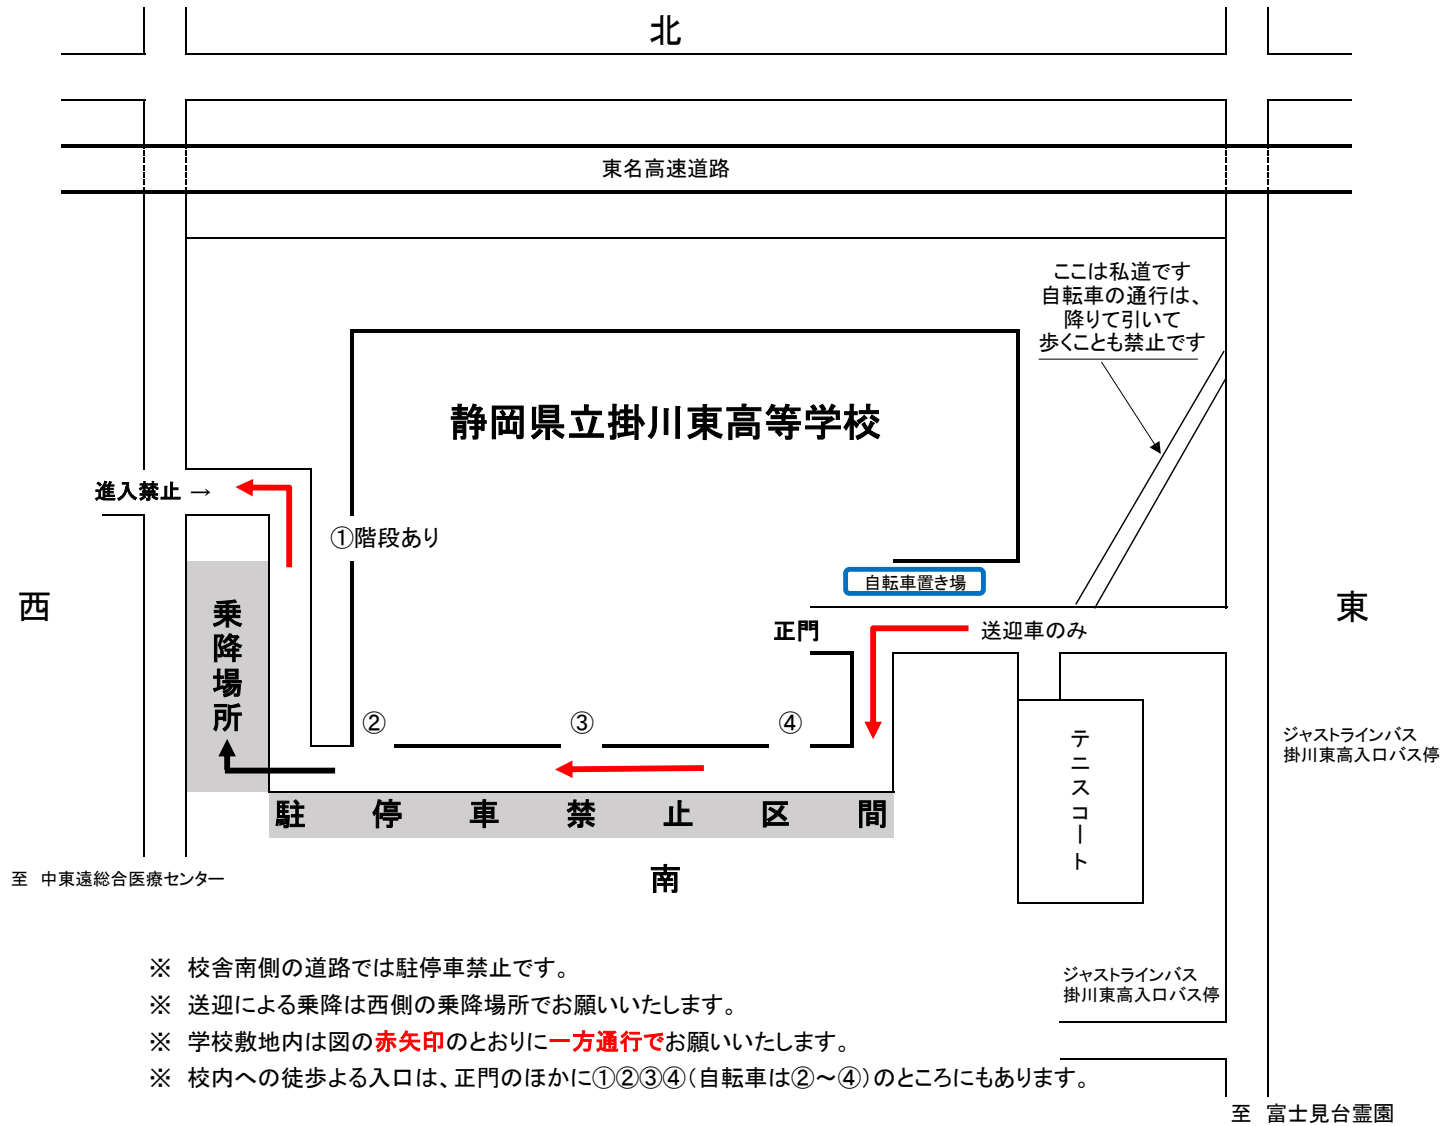 北
東名高速道路
ここは私道です
自転車の通行は、
降りて引いて
歩くことも禁止です
静岡県立掛川東高等学校
進入禁止 →
①階段あり
自転車置き場
西
東
乗降場所
正門
送迎車のみ
②
③
④
テニスコート
ジャストラインバス
掛川東高入口バス停
駐停車禁止区間
至 中東遠総合医療センター
南
※ 校舎南側の道路では駐停車禁止です。
※ 送迎による乗降は西側の乗降場所でお願いいたします。
※ 学校敷地内は図の赤矢印のとおりに一方通行でお願いいたします。
※ 校内への徒歩よる入口は、正門のほかに①②③④(自転車は②～④)のところにもあります。
ジャストラインバス
掛川東高入口バス停
至 富士見台霊園